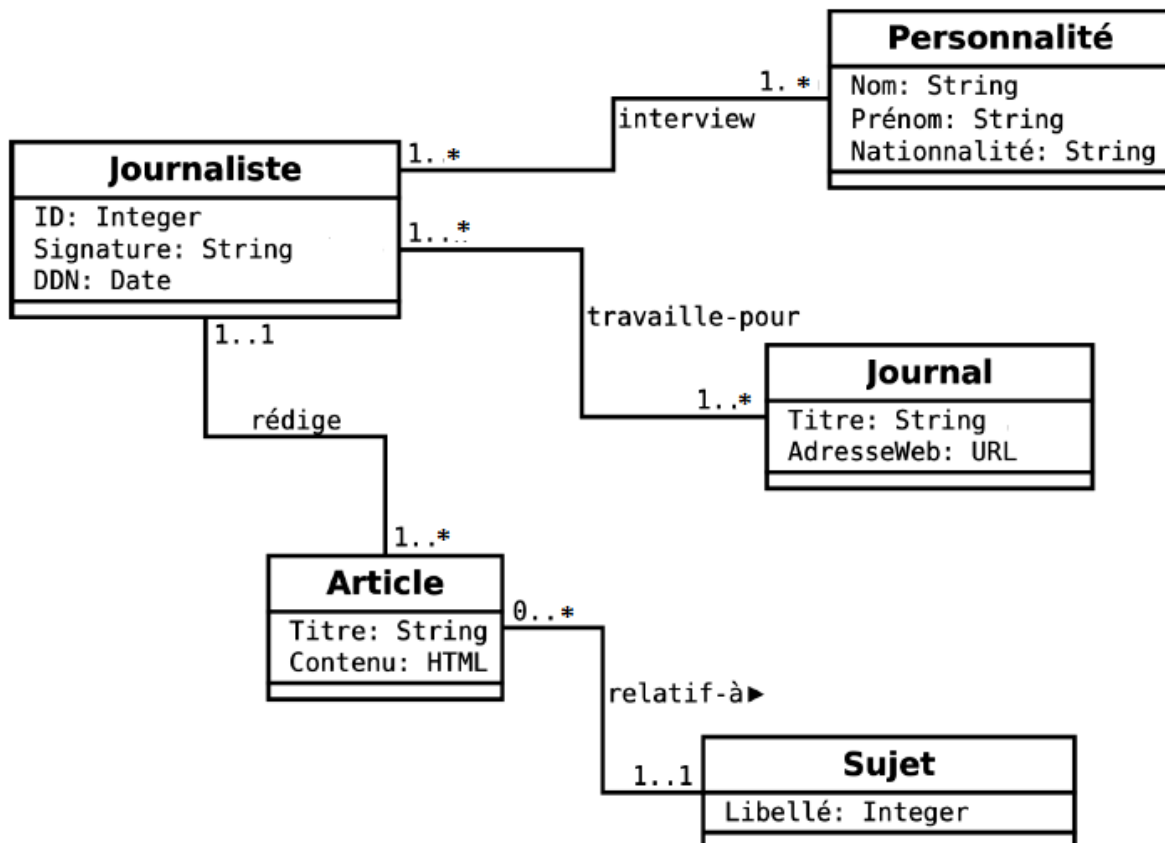 Personnalité
Nom: String
Prénom: String
Nationnalité: String
1. *
interview
1..*
Journaliste
ID: Integer
Signature: String
DDN: Date
1..*
travaille-pour
1..1
Journal
Titre: String
AdresseWeb: URL
1..*
rédige
1..*
Article
Titre: String
Contenu: HTML
0..*
relatif-à►
1..1
Sujet
Libellé: Integer